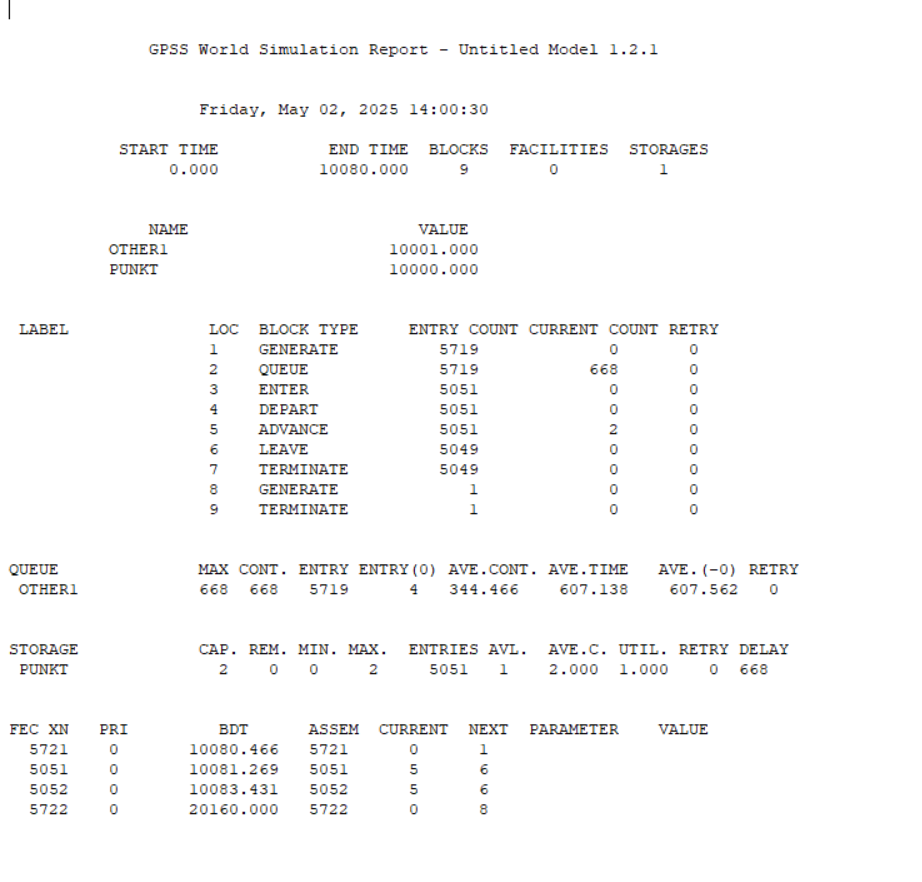 GPSS World Simulation Report - Untitled Model 1.2.1
Friday, May 02, 2025 14:00:30
START TIME END TIME BLOCKS FACILITIES STORAGES
0.000 10080.000 9 0 1
NAME VALUE
OTHER1 10001.000
PUNKT 10000.000
LABEL LOC BLOCK TYPE ENTRY COUNT CURRENT COUNT RETRY
1 GENERATE 5719 0 0
2 QUEUE 5719 668 0
3 ENTER 5051 0 0
4 DEPART 5051 0 0
5 ADVANCE 5051 2 0
6 LEAVE 5049 0 0
7 TERMINATE 5049 0 0
8 GENERATE 1 0 0
9 TERMINATE 1 0 0
QUEUE MAX CONT. ENTRY ENTRY(0) AVE.CONT. AVE.TIME AVE.(-0) RETRY
OTHER1 668 668 5719 4 344.466 607.138 607.562 0
STORAGE CAP. REM. MIN. MAX. ENTRIES AVL. AVE.C. UTIL. RETRY DELAY
PUNKT 2 0 0 2 5051 1 2.000 1.000 0 668
FEC XN PRI BDT ASSEM CURRENT NEXT PARAMETER VALUE
5721 0 10080.466 5721 0 1
5051 0 10081.269 5051 5 6
5052 0 10083.431 5052 5 6
5722 0 20160.000 5722 0 8